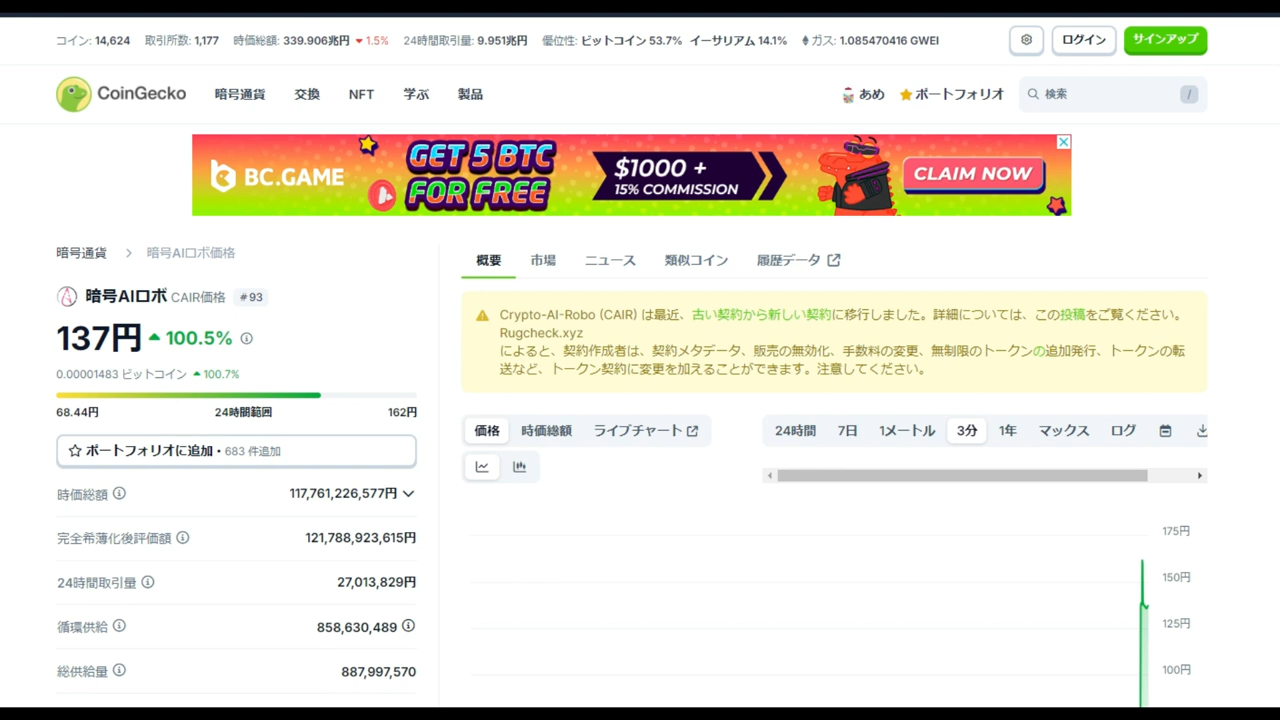 コイン: 14,624 取引所数: 1,177 時価総額: 339.906兆円 1.5% 24時間取引量: 9.951兆円 優位性: ビットコイン 53.7% イーサリアム 14.1% ガス: 1.085470416 GWEI
ログイン
サインアップ
CoinGecko
暗号通貨 交換 NFT 学ぶ 製品
あめ ポートフォリオ
検索 /
BC.GAME
GET 5 BTC
FOR FREE
$1000 +
15% COMMISSION
CLAIM NOW
暗号通貨 > 暗号AIロボ価格
暗号AIロボ CAIR価格 #93
137円 100.5%
0.00001483 ビットコイン 100.7%
68.44円 24時間範囲 162円
ポートフォリオに追加 • 683 件追加
時価総額 117,761,226,577円
完全希薄化後評価額 121,788,923,615円
24時間取引量 27,013,829円
循環供給 858,630,489
総供給量 887,997,570
概要 市場 ニュース 類似コイン 履歴データ
Crypto-AI-Robo (CAIR) は最近、古い契約から新しい契約に移行しました。詳細については、この投稿をご覧ください。
Rugcheck.xyz
によると、契約作成者は、契約メタデータ、販売の無効化、手数料の変更、無制限のトークンの追加発行、トークンの転
送など、トークン契約に変更を加えることができます。注意してください。
価格 時価総額 ライブチャート
24時間 7日 1メートル 3分 1年 マックス ログ
175円
150円
125円
100円